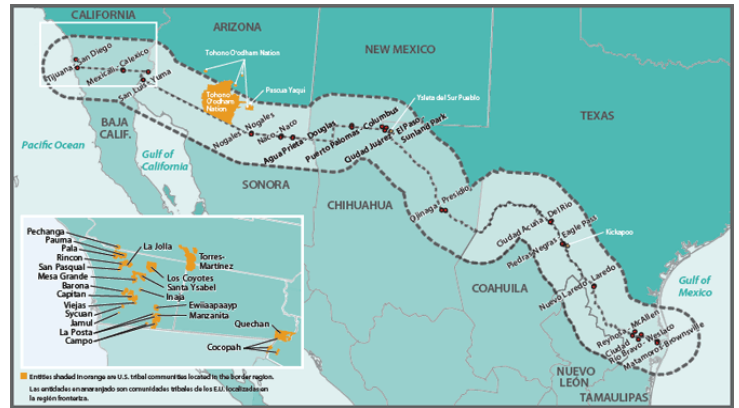 CALIFORNIA
ARIZONA
NEW MEXICO
TEXAS
Tohono O'odham Nation
Pascua Yaqui
Tohono
O'odham
Nation
Ysleta del Sur Pueblo
Tijuana - San Diego
Mexicali - Calexico
San Luis - Yuma
Nogales - Nogales
Naco - Naco
Agua Prieta - Douglas
Puerto Palomas - Columbus
Ciudad Juárez - El Paso
Sunland Park
BAJA
CALIF.
Pacific Ocean
Gulf of
California
SONORA
CHIHUAHUA
Ojinaga - Presidio
Ciudad Acuña - Del Rio
Piedras Negras - Eagle Pass
Kickapoo
COAHUILA
Nuevo Laredo - Laredo
Gulf of
Mexico
Reynosa - McAllen
Ciudad
Río Bravo - Weslaco
Matamoros - Brownsville
NUEVO
LEÓN
TAMAULIPAS
Pechanga
Pauma
Pala
Rincon
San Pasqual
Mesa Grande
Barona
Capitan
Viejas
Sycuan
Jamul
La Posta
Campo
La Jolla
Torres-
Martinez
Los Coyotes
Santa Ysabel
Inaja
Ewiiaapaayp
Manzanita
Quechan
Cocopah
Entities shaded in orange are U.S. tribal communities located in the border region.
Las entidades en anaranjado son comunidades tribales de los E.U. localizadas en
la región fronteriza.